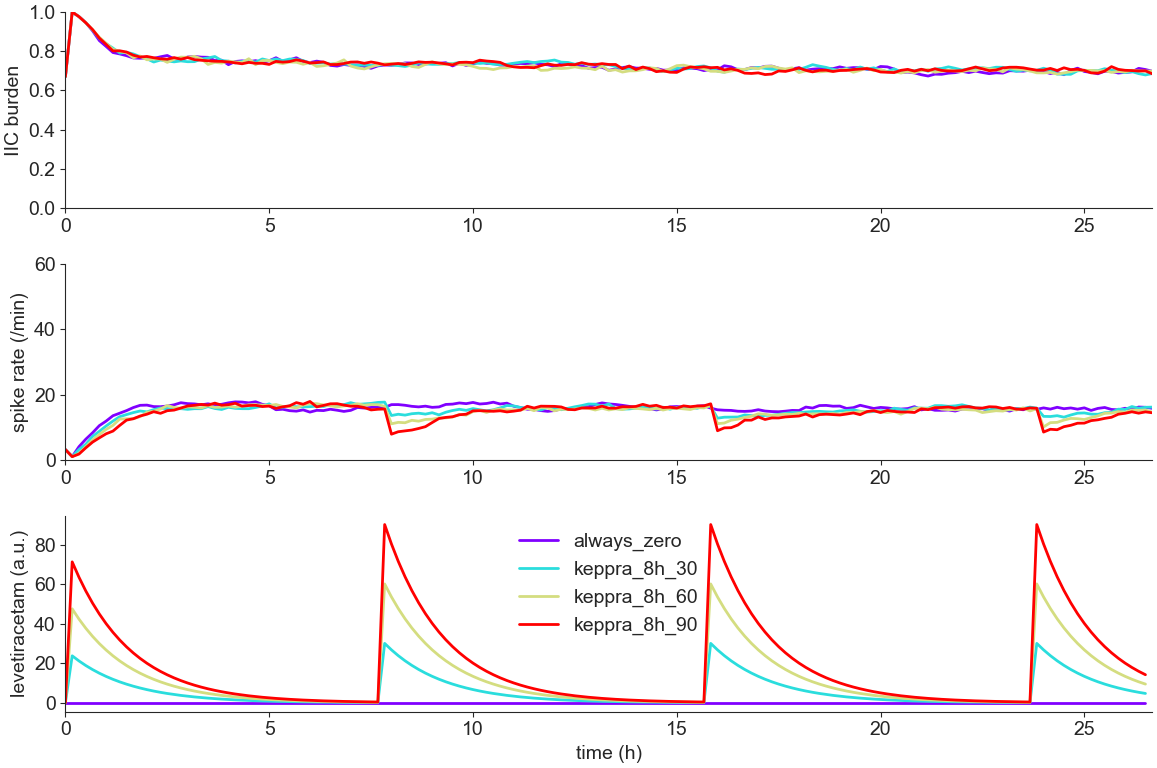 IIC burden
1.0
0.8
0.6
0.4
0.2
0.0
0 5 10 15 20 25
spike rate (/min)
60
40
20
0
0 5 10 15 20 25
levetiracetam (a.u.)
80
60
40
20
0
always_zero
keppra_8h_30
keppra_8h_60
keppra_8h_90
0 5 10 15 20 25
time (h)